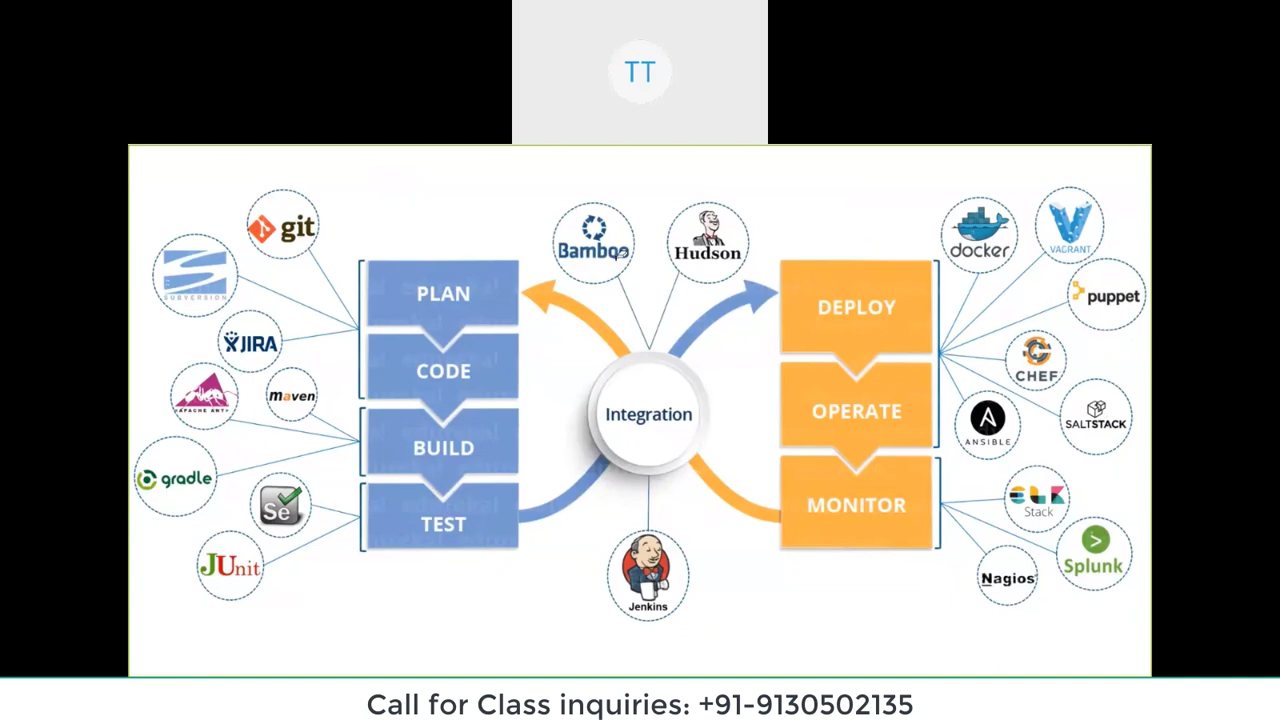 TT
git
SUBVERSION
JIRA
APACHE ANT
maven
gradle
Se
JUnit
PLAN
CODE
BUILD
TEST
Bamboo
Hudson
Integration
Jenkins
DEPLOY
OPERATE
MONITOR
docker
VAGRANT
puppet
CHEF
SALTSTACK
ANSIBLE
ELK
Stack
Splunk
Nagios
Call for Class inquiries: +91-9130502135